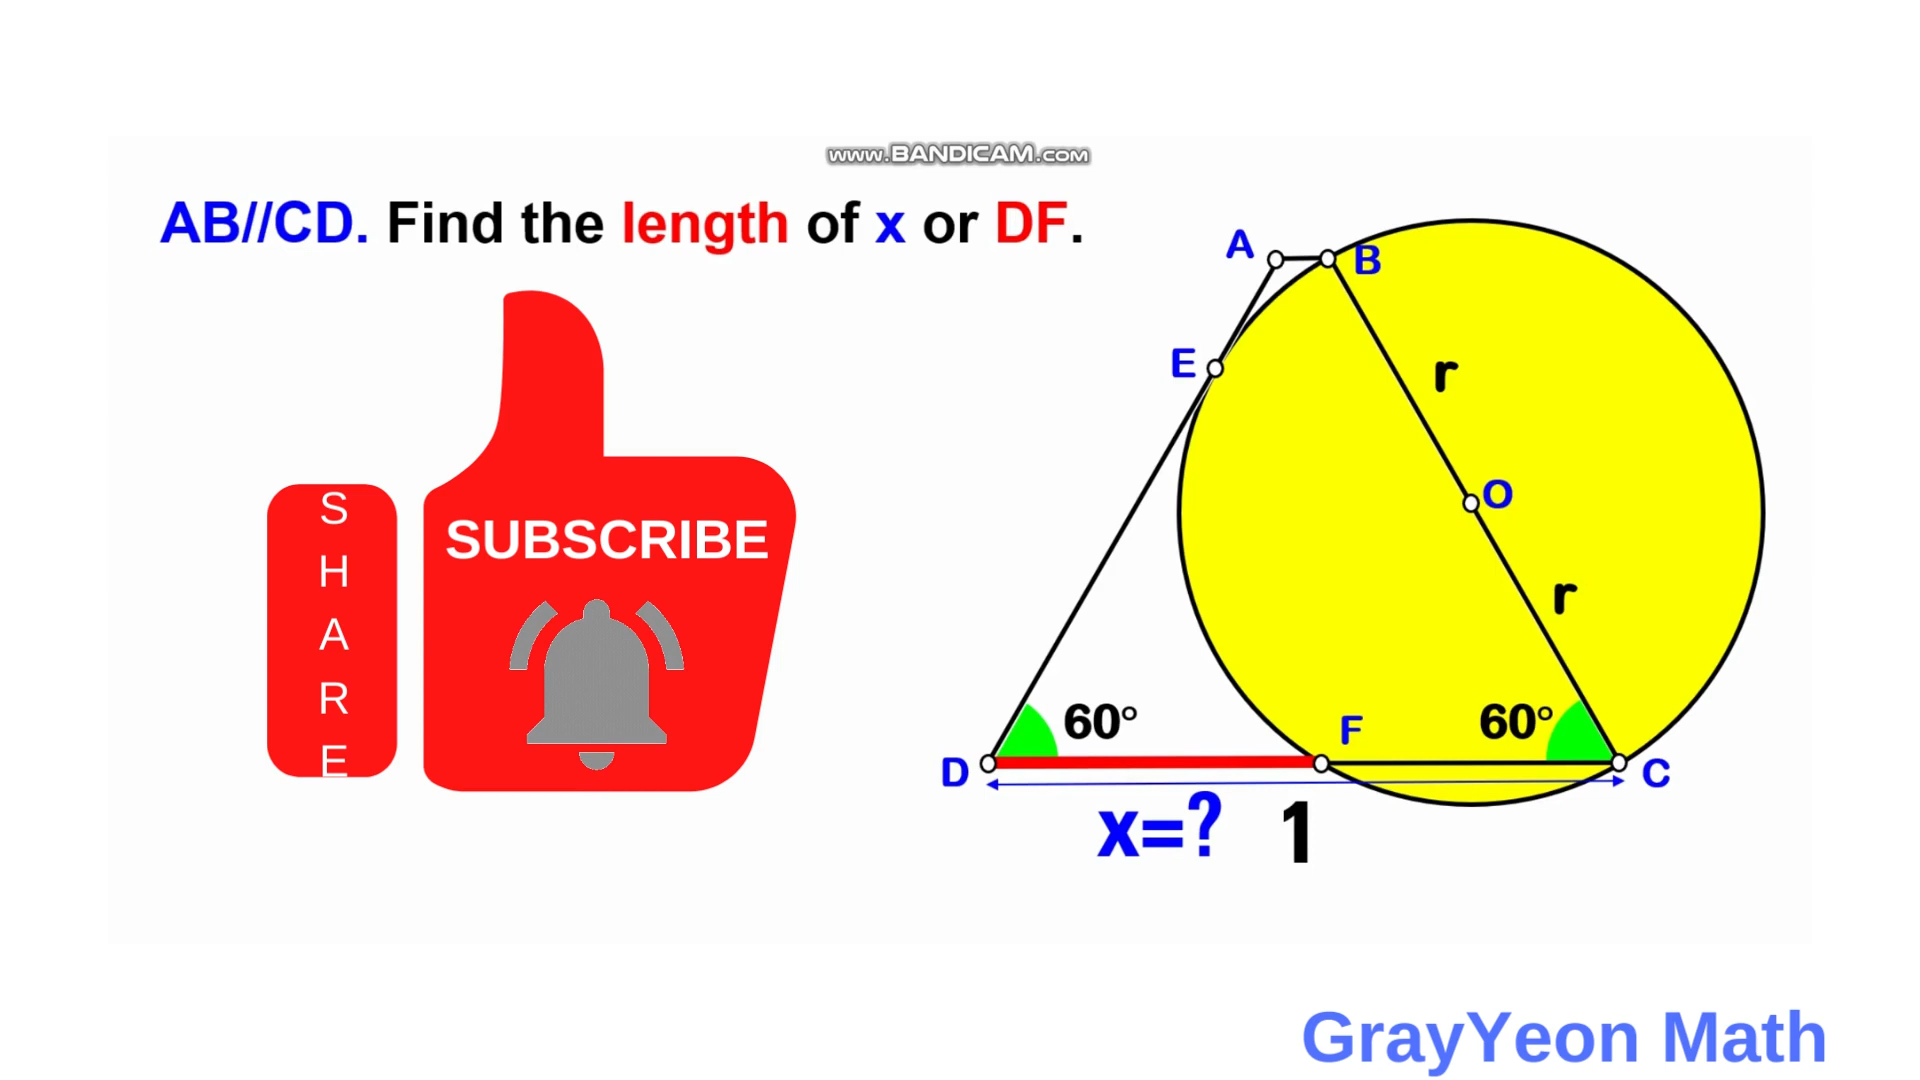 www.BANDICAM.com
AB//CD. Find the length of x or DF.
A
B
E
r
S
H
A
R
E
SUBSCRIBE
O
r
60°
60°
F
D
C
x=?
1
GrayYeon Math